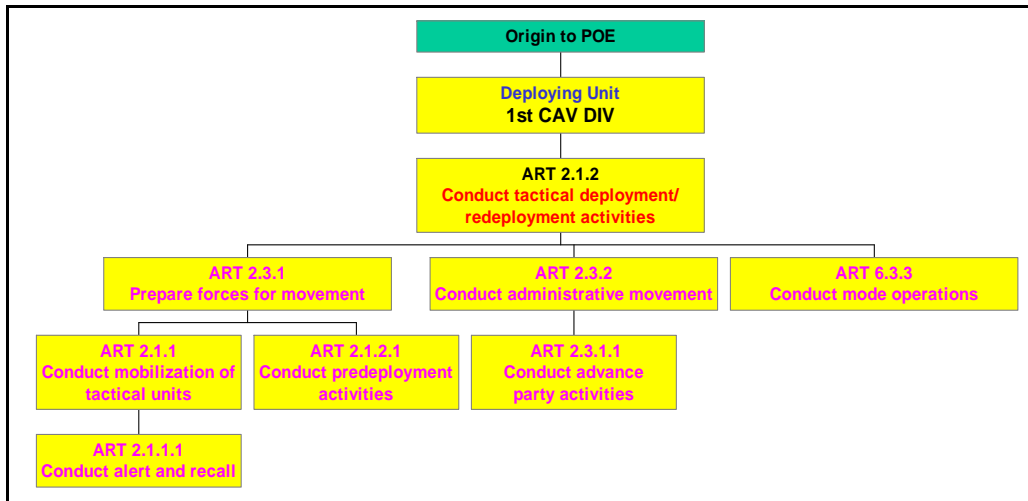 Origin to POE
Deploying Unit
1st CAV DIV
ART 2.1.2
Conduct tactical deployment/
redeployment activities
ART 2.3.1
Prepare forces for movement
ART 2.3.2
Conduct administrative movement
ART 6.3.3
Conduct mode operations
ART 2.1.1
Conduct mobilization of
tactical units
ART 2.1.2.1
Conduct predeployment
activities
ART 2.3.1.1
Conduct advance
party activities
ART 2.1.1.1
Conduct alert and recall